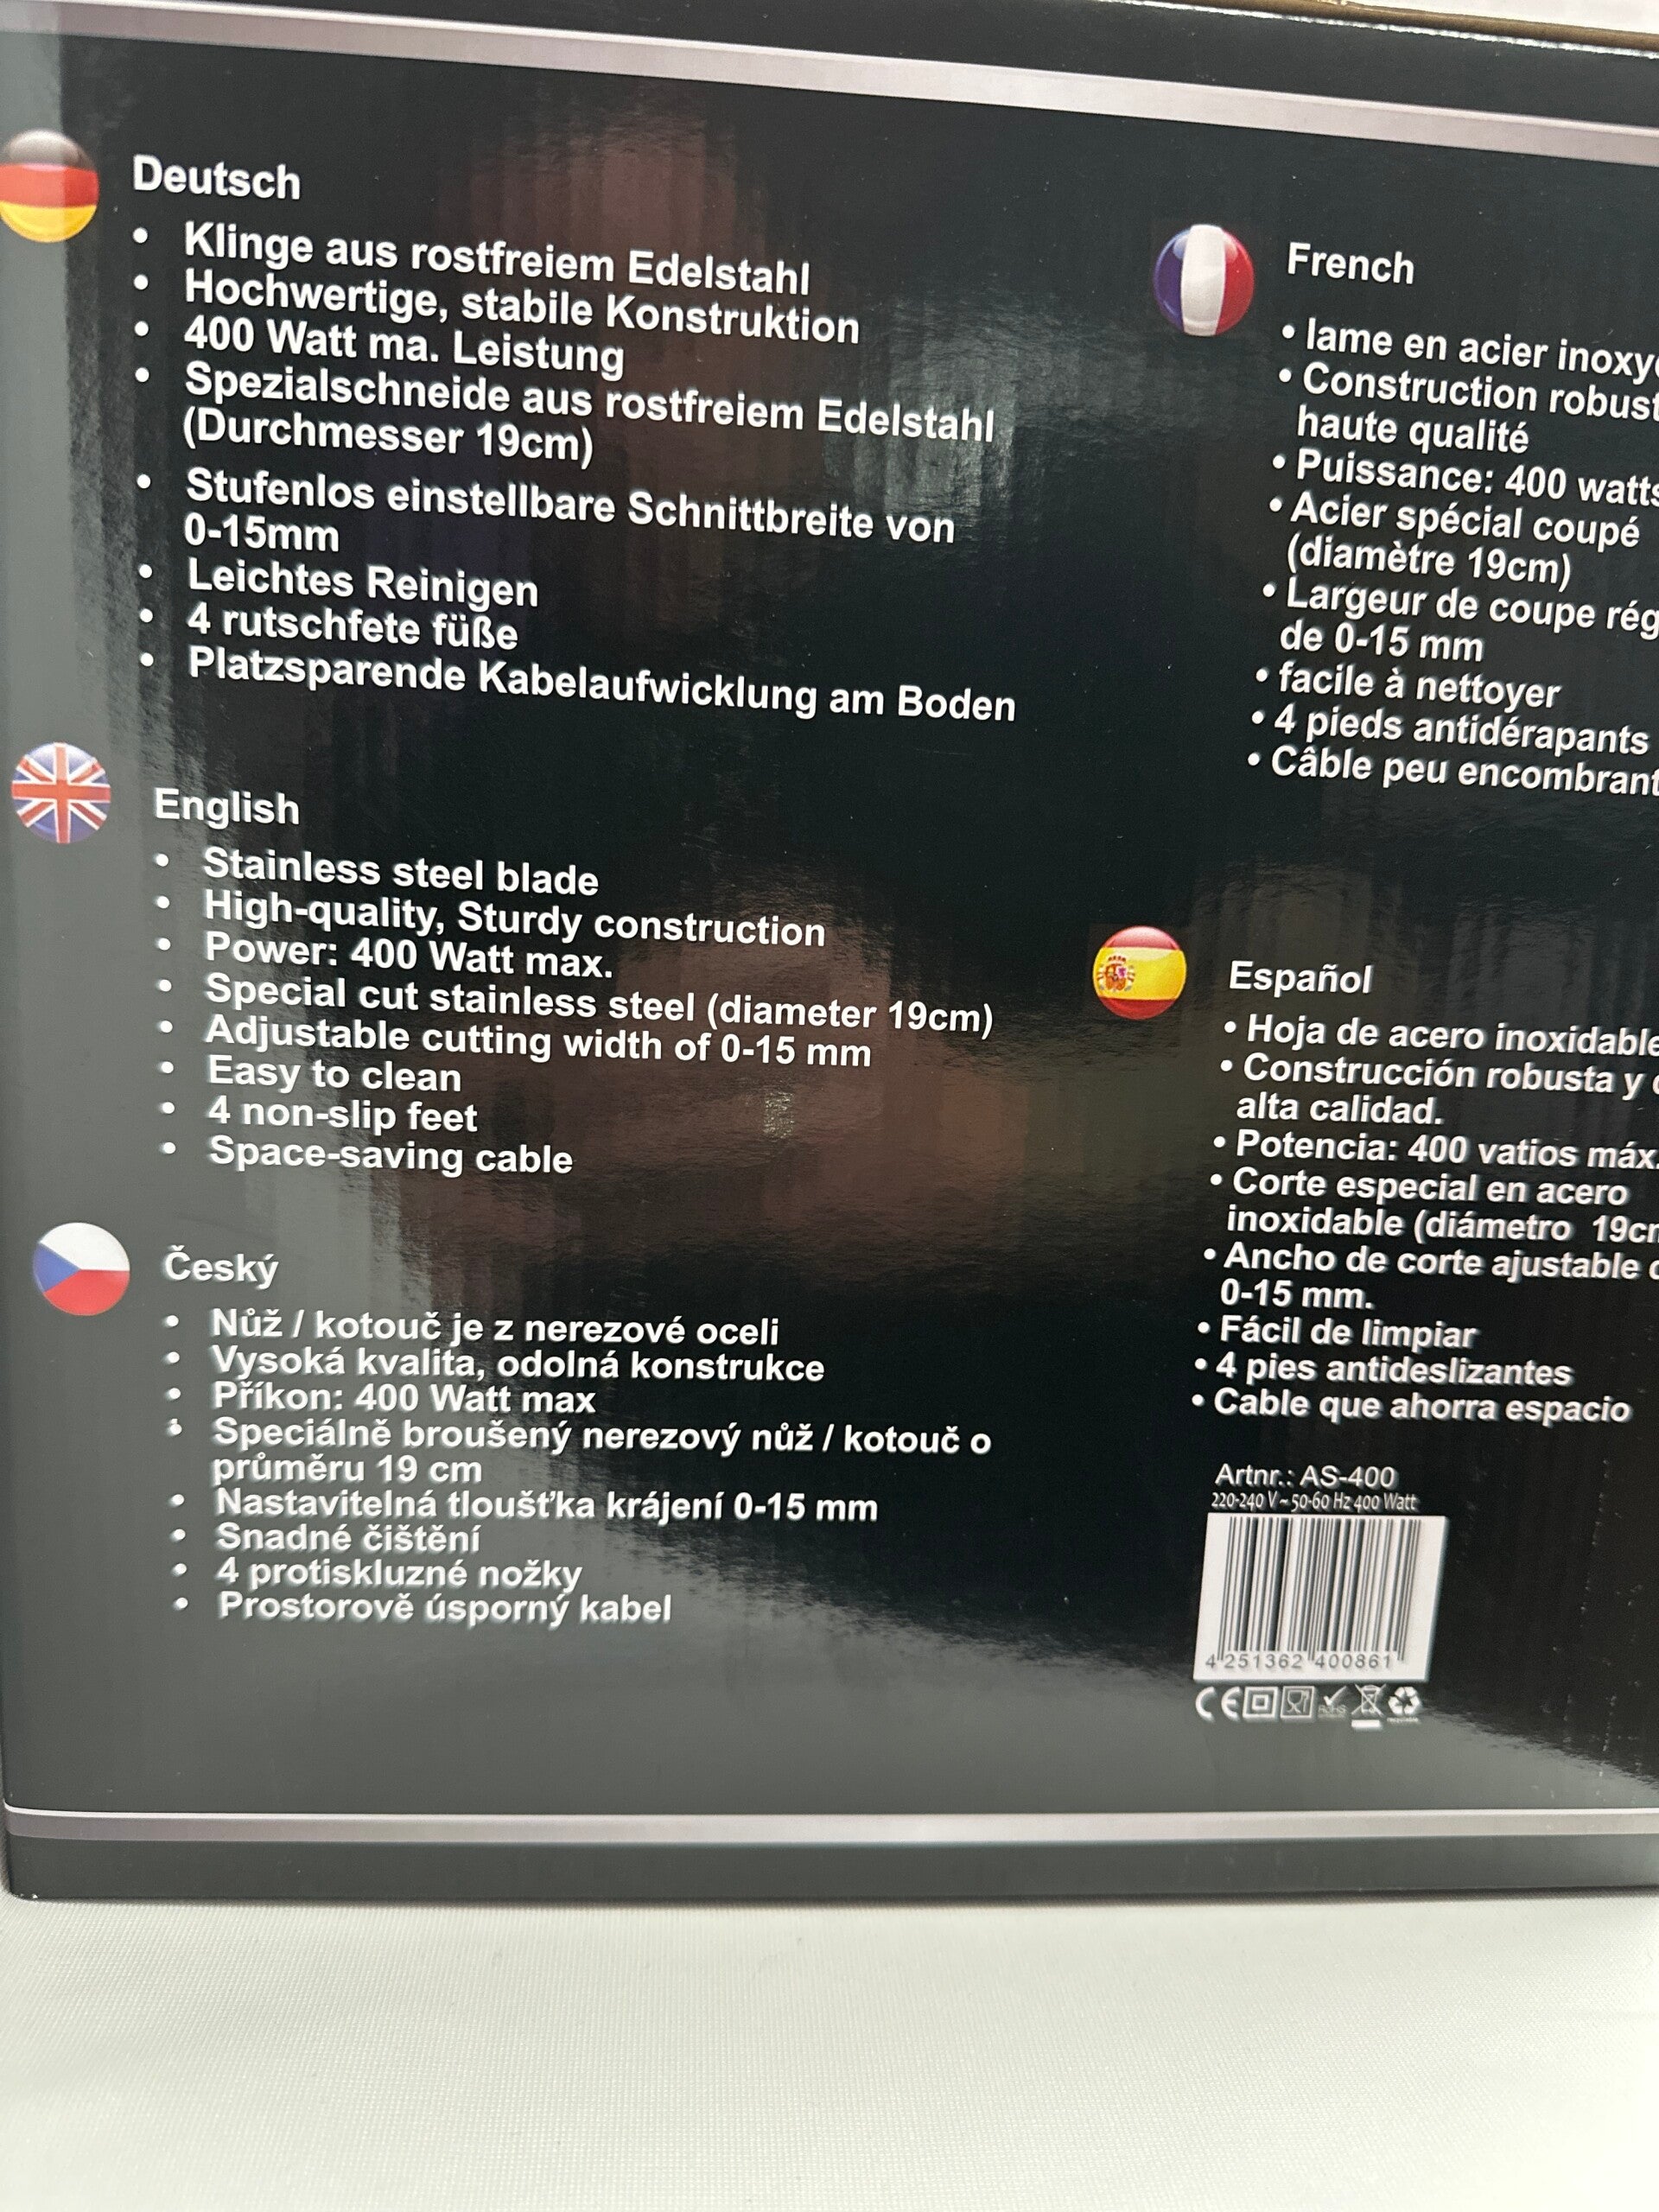 Deutsch
• Klinge aus rostfreiem Edelstahl
• Hochwertige, stabile Konstruktion
• 400 Watt ma. Leistung
• Spezialschneide aus rostfreiem Edelstahl
(Durchmesser 19cm)
• Stufenlos einstellbare Schnittbreite von
0-15mm
• Leichtes Reinigen
• 4 rutschfete füße
• Platzsparende Kabelaufwicklung am Boden
English
• Stainless steel blade
• High-quality, Sturdy construction
• Power: 400 Watt max.
• Special cut stainless steel (diameter 19cm)
• Adjustable cutting width of 0-15 mm
• Easy to clean
• 4 non-slip feet
• Space-saving cable
Český
• Nůž / kotouč je z nerezové oceli
• Vysoká kvalita, odolná konstrukce
• Příkon: 400 Watt max
• Speciálně broušený nerezový nůž / kotouč o
průměru 19 cm
• Nastavitelná tloušťka krájení 0-15 mm
• Snadné čištění
• 4 protiskluzné nožky
• Prostorově úsporný kabel
French
• lame en acier
• Construction
haute qualité
• Puissance: 400 watts
• Acier spécial coupé
(diamètre 19cm)
• Largeur de coupe
de 0-15 mm
• facile à nettoyer
• 4 pieds antidérapants
• Câble peu encombrant
Español
• Hoja de acero inoxidable
• Construcción robusta y
alta calidad.
• Potencia: 400 vatios máx.
• Corte especial en acero
inoxidable (diámetro
• Ancho de corte ajustable
0-15 mm.
• Fácil de limpiar
• 4 pies antideslizantes
• Cable que ahorra espacio
Artnr.: AS-400
220-240 V ~ 50-60 Hz 400 Watt
4 251362 400861
CE